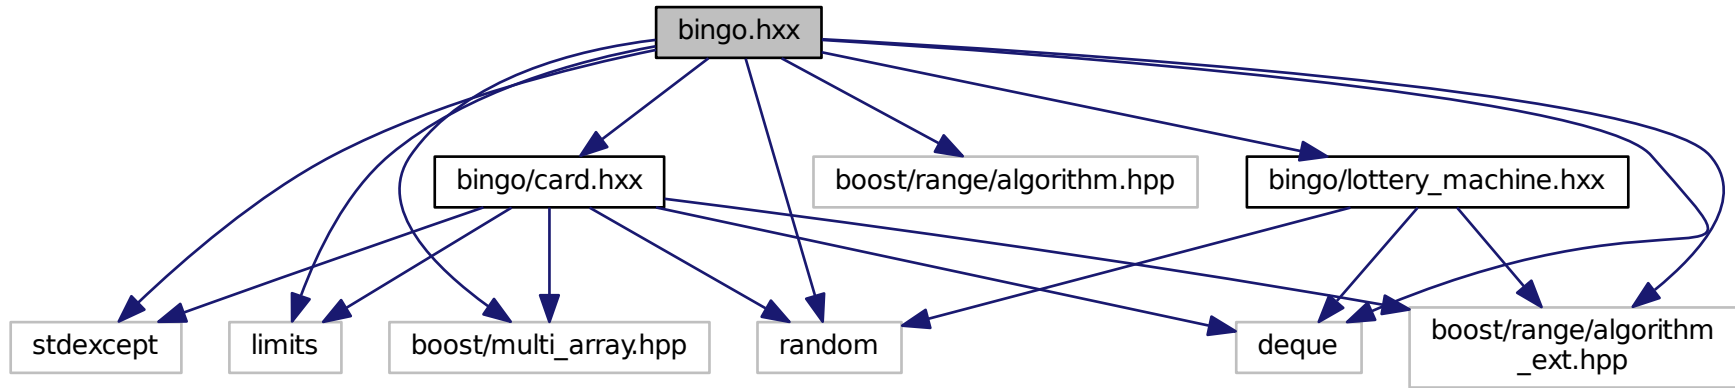 bingo.hxx
bingo/card.hxx
boost/range/algorithm.hpp
bingo/lottery_machine.hxx
stdexcept
limits
boost/multi_array.hpp
random
deque
boost/range/algorithm
_ext.hpp